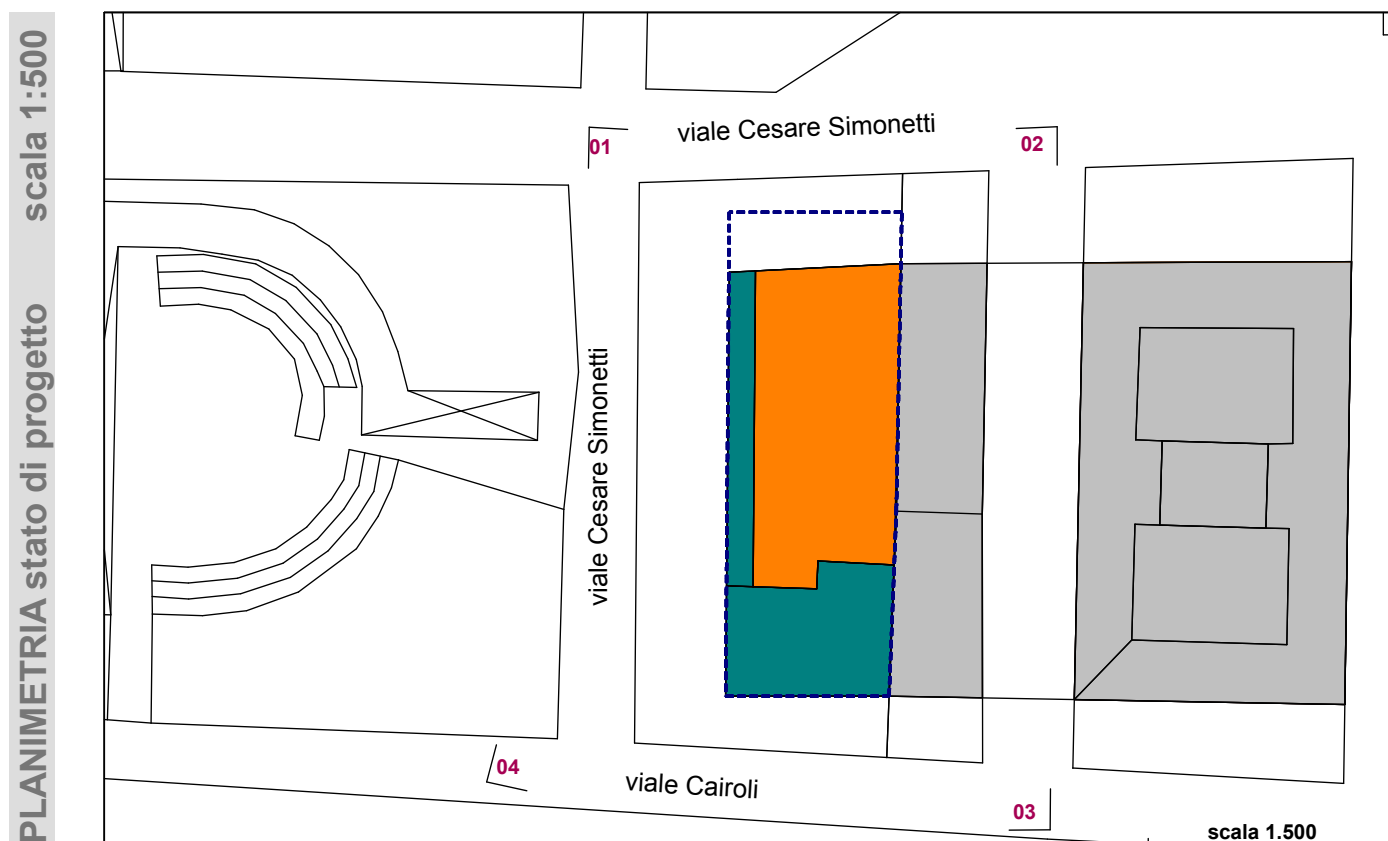 PLANIMETRIA stato di progetto scala 1:500
01
viale Cesare Simonetti
02
viale Cesare Simonetti
04
viale Cairoli
03
scala 1.500